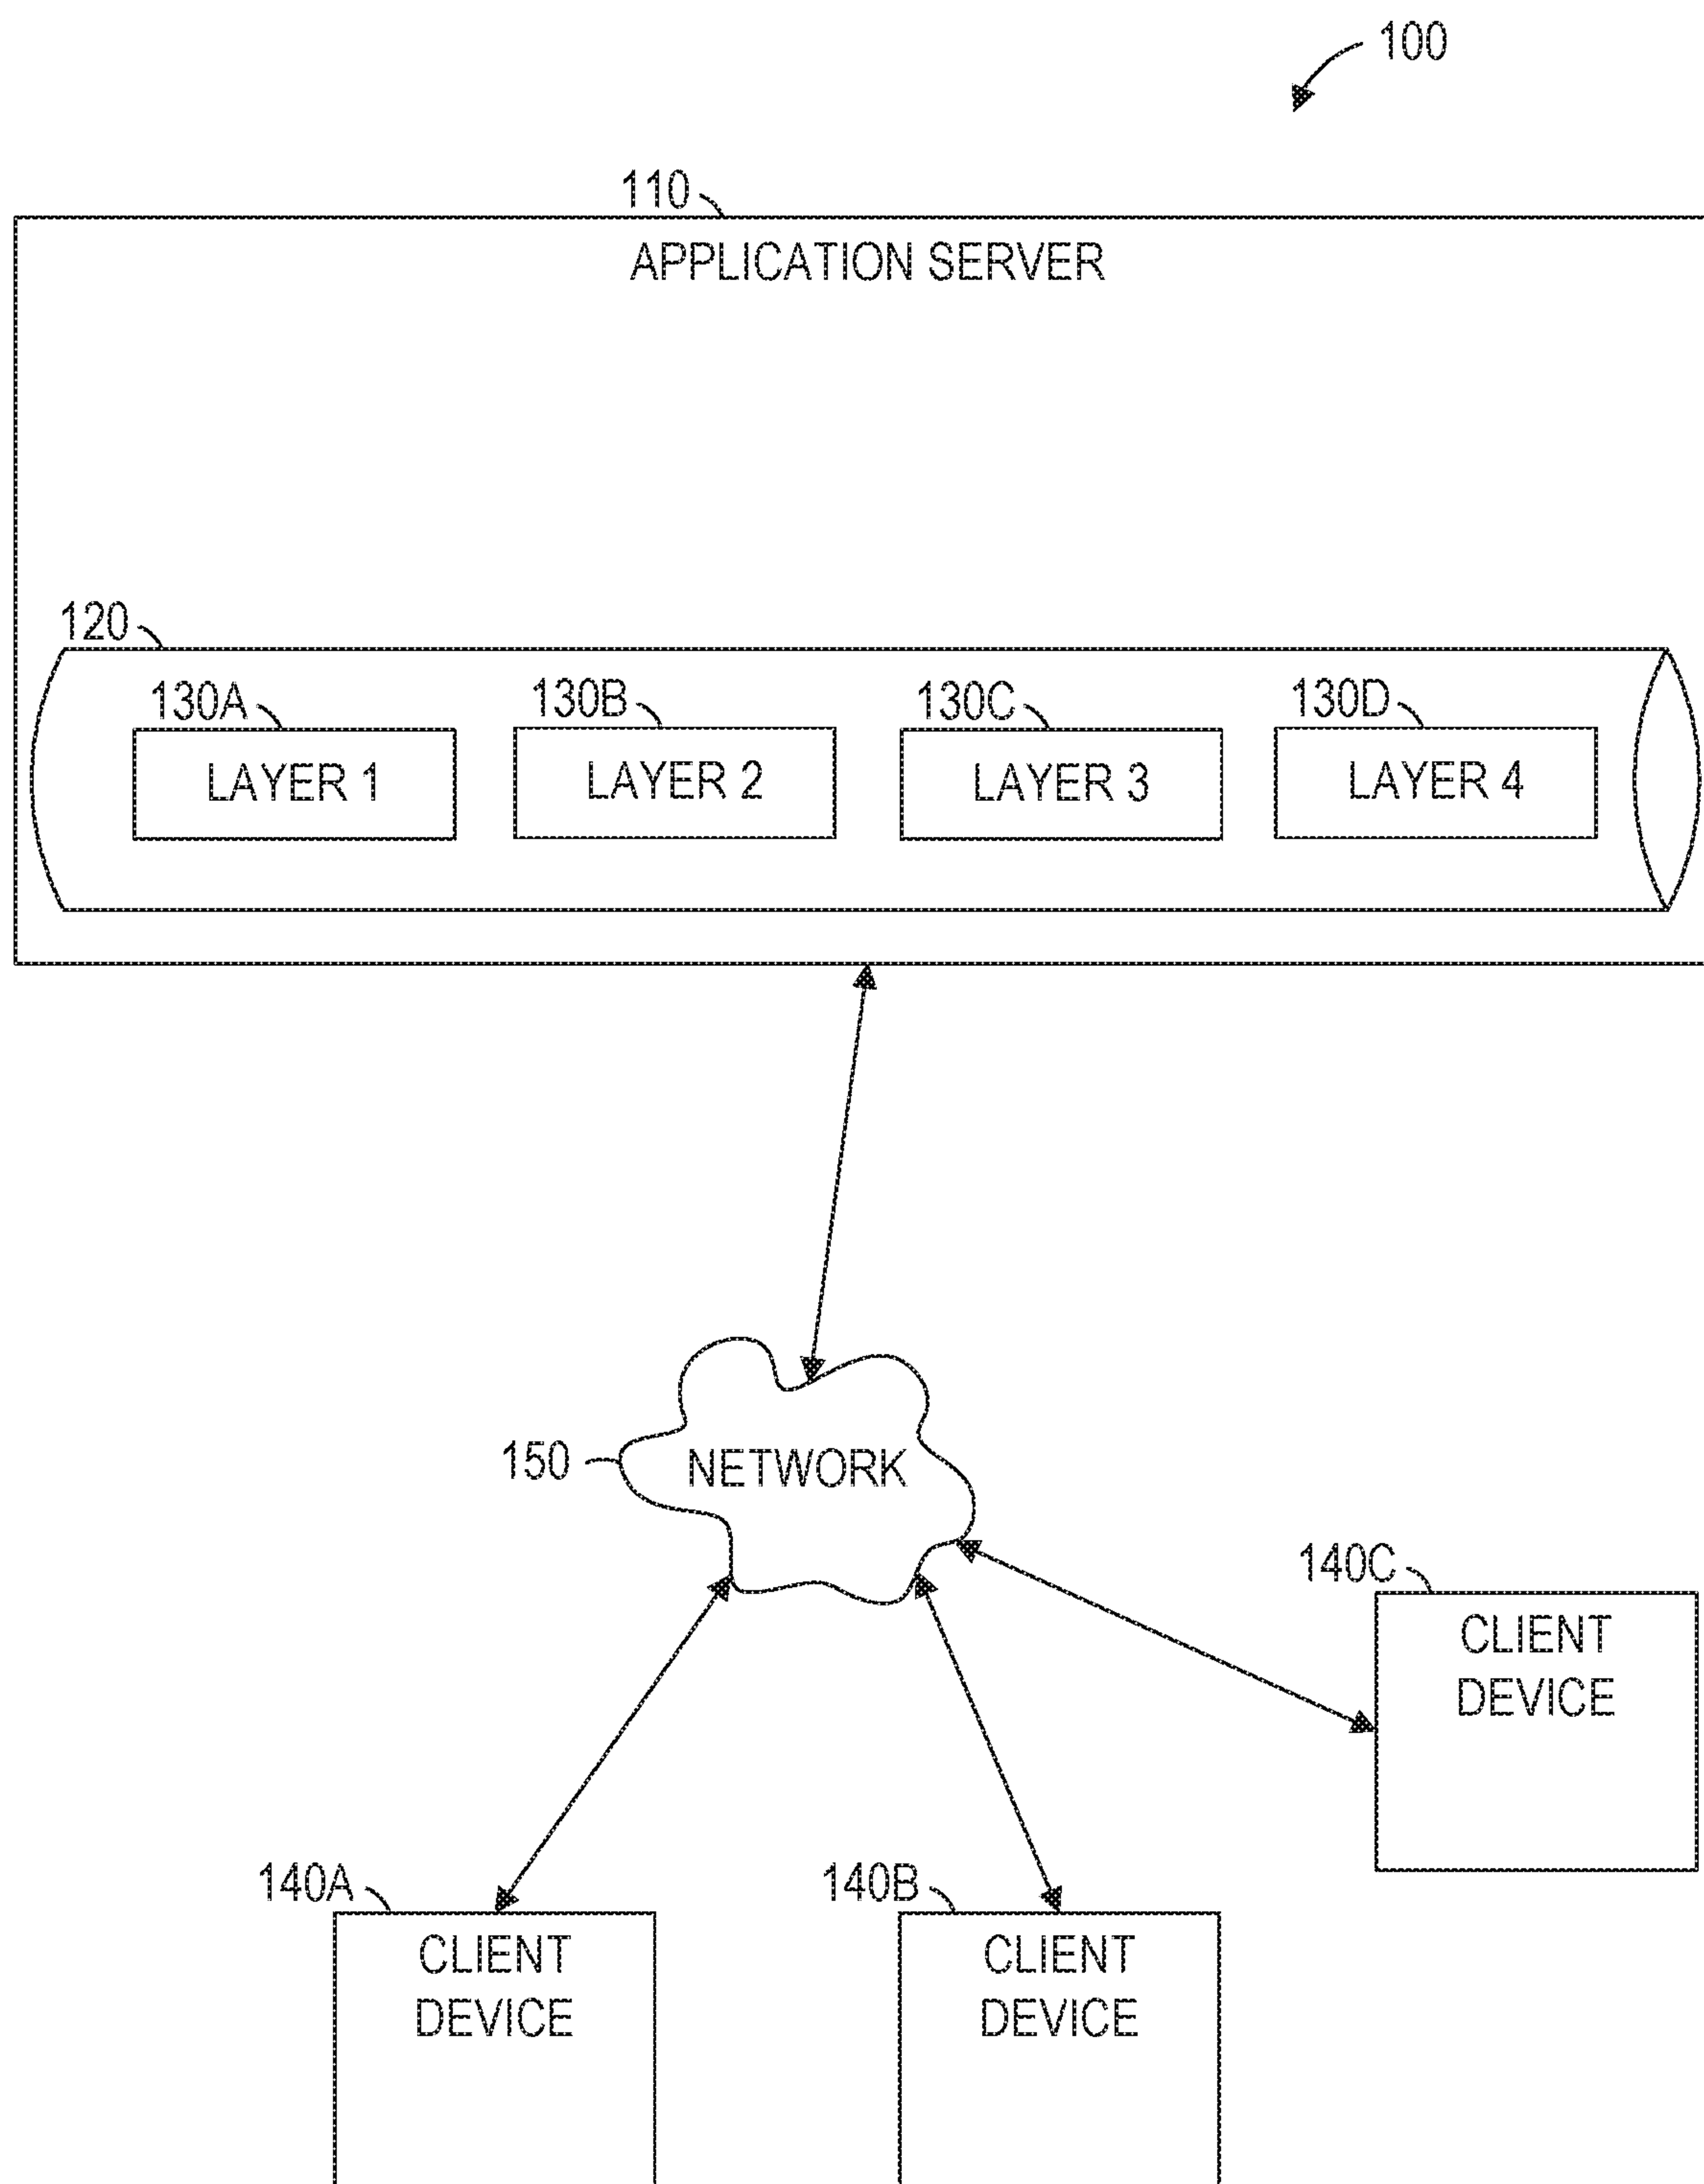 100
110
APPLICATION SERVER
120
130A
130B
130C
130D
LAYER 1
LAYER 2
LAYER 3
LAYER 4
150
NETWORK
140C
CLIENT
DEVICE
140A
140B
CLIENT
DEVICE
CLIENT
DEVICE